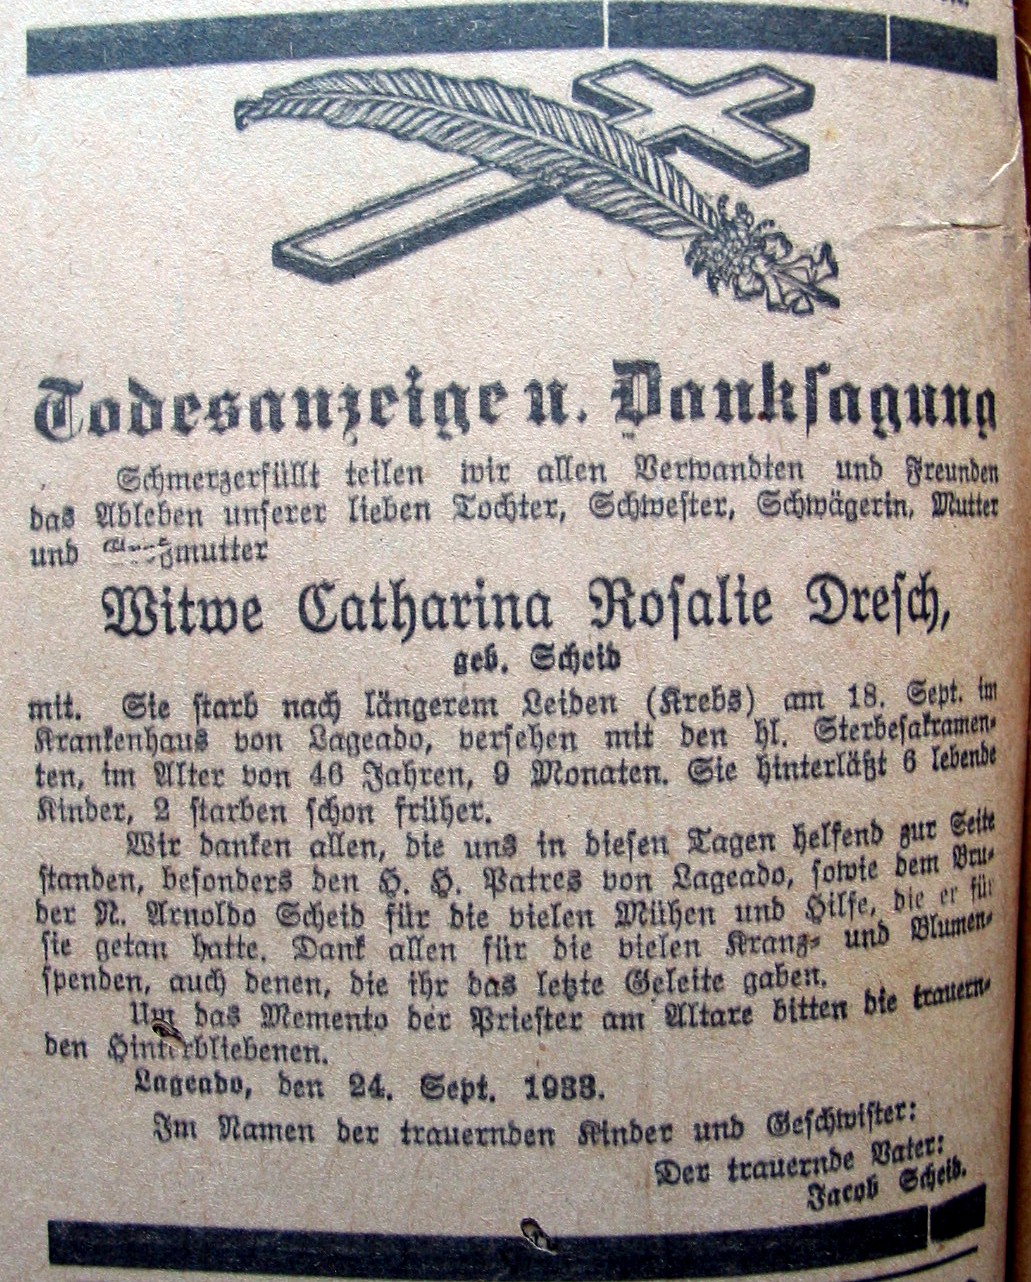 Todesanzeige u. Danksagung
Schmerzerfüllt teilen wir allen Verwandten und Freunden
das Ableben unserer lieben Tochter, Schwester, Schwägerin, Mutter
und Großmutter
Witwe Catharina Rosalie Dresch,
geb. Scheid
mit. Sie starb nach längerem Leiden (Krebs) am 18. Sept. im
Krankenhaus von Lageado, versehen mit den hl. Sterbesakramen-
ten, im Alter von 46 Jahren, 9 Monaten. Sie hinterläßt 6 lebende
Kinder, 2 starben schon früher.
Wir danken allen, die uns in diesen Tagen helfend zur Seite
standen, besonders den H. H. Patres von Lageado, sowie dem Bru-
der N. Arnoldo Scheid für die vielen Mühen und Hilfe, die er für
sie getan hatte. Dank allen für die vielen Kranz- und Blumen-
spenden, auch denen, die ihr das letzte Geleite gaben.
Um das Memento der Priester am Altare bitten die trauern-
den Hinterbliebenen.
Lageado, den 24. Sept. 1933.
Im Namen der trauernden Kinder und Geschwister:
Der trauernde Vater:
Jacob Scheid.